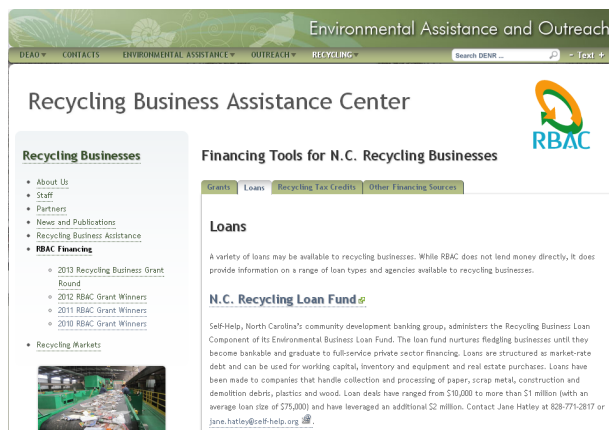 Environmental Assistance and Outreach
DEAO CONTACTS ENVIRONMENTAL ASSISTANCE OUTREACH RECYCLING Search DENR ... - Text +
Recycling Business Assistance Center
RBAC
Recycling Businesses
About Us
Staff
Partners
News and Publications
Recycling Business Assistance
RBAC Financing
2013 Recycling Business Grant
Round
2012 RBAC Grant Winners
2011 RBAC Grant Winners
2010 RBAC Grant Winners
Recycling Markets
Financing Tools for N.C. Recycling Businesses
Grants Loans Recycling Tax Credits Other Financing Sources
Loans
A variety of loans may be available to recycling businesses. While RBAC does not lend money directly, it does
provide information on a range of loan types and agencies available to recycling businesses.
N.C. Recycling Loan Fund
Self-Help, North Carolina's community development banking group, administers the Recycling Business Loan
Component of its Environmental Business Loan Fund. The loan fund nurtures fledgling businesses until they
become bankable and graduate to full-service private sector financing. Loans are structured as market-rate
debt and can be used for working capital, inventory and equipment and real estate purchases. Loans have
been made to companies that handle collection and processing of paper, scrap metal, construction and
demolition debris, plastics and wood. Loan deals have ranged from $10,000 to more than $1 million (with an
average loan size of $75,000) and have leveraged an additional $2 million. Contact Jane Hatley at 828-771-2817 or
jane.hatley@self-help.org .